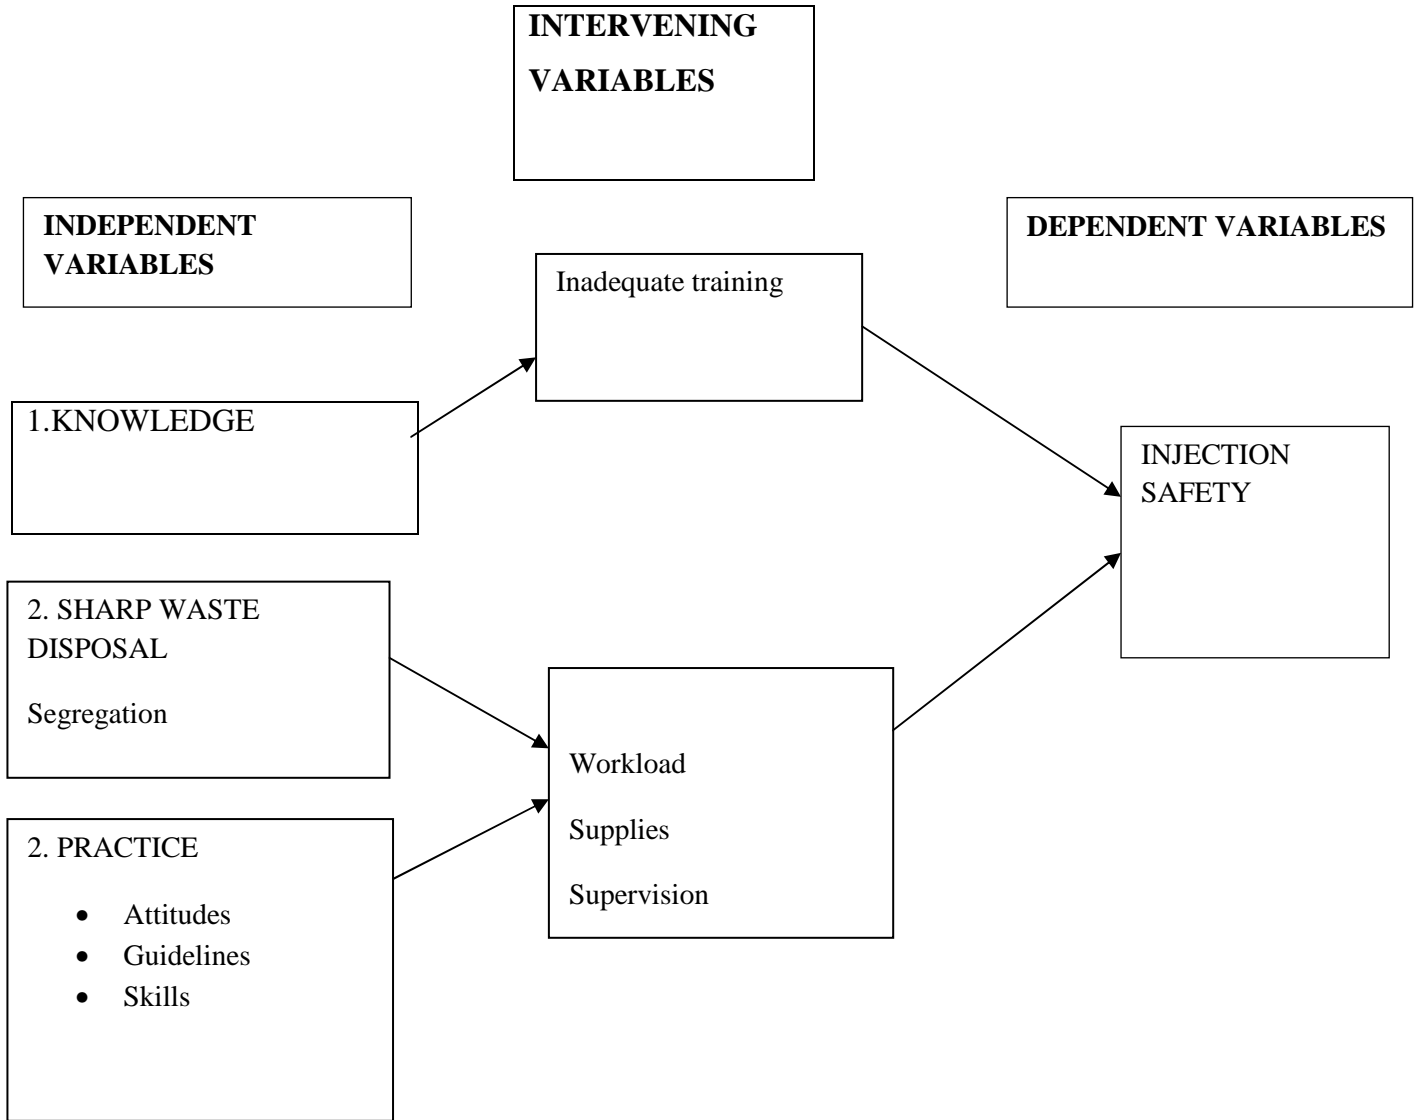 INTERVENING
VARIABLES
INDEPENDENT
VARIABLES
DEPENDENT VARIABLES
Inadequate training
1.KNOWLEDGE
INJECTION
SAFETY
2. SHARP WASTE
DISPOSAL
Segregation
Workload
Supplies
Supervision
2. PRACTICE
• Attitudes
• Guidelines
• Skills